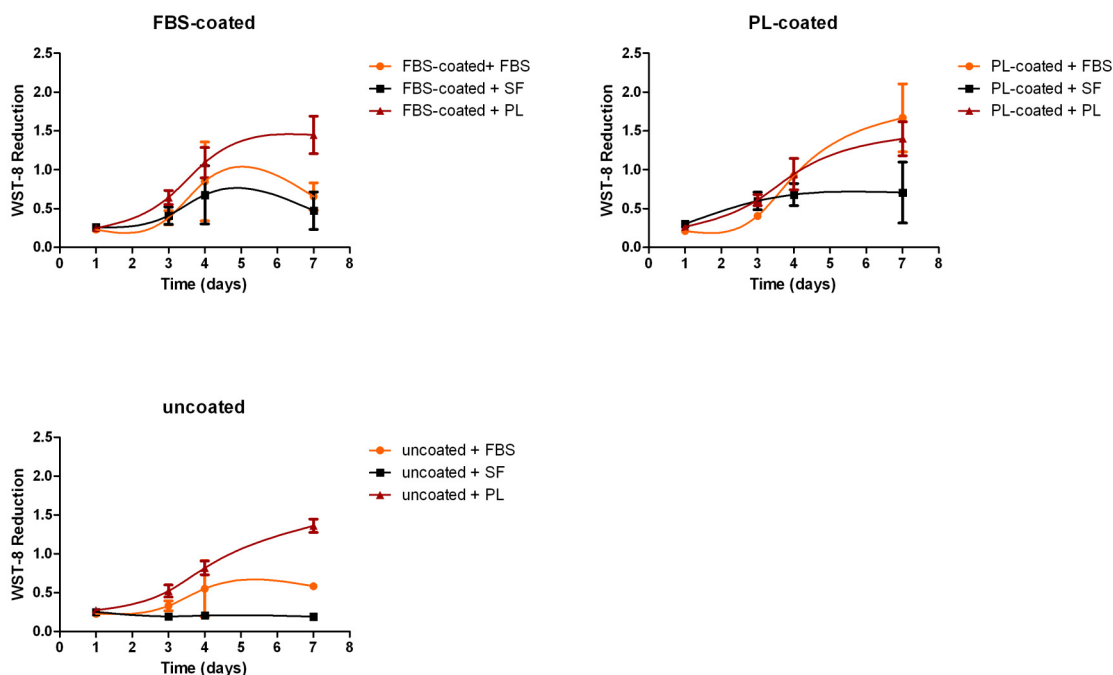 FBS-coated
WST-8 Reduction
2.5
2.0
1.5
1.0
0.5
0.0
0 1 2 3 4 5 6 7 8
Time (days)
FBS-coated+ FBS
FBS-coated + SF
FBS-coated + PL
PL-coated
WST-8 Reduction
2.5
2.0
1.5
1.0
0.5
0.0
0 1 2 3 4 5 6 7 8
Time (days)
PL-coated + FBS
PL-coated + SF
PL-coated + PL
uncoated
WST-8 Reduction
2.5
2.0
1.5
1.0
0.5
0.0
0 1 2 3 4 5 6 7 8
Time (days)
uncoated + FBS
uncoated + SF
uncoated + PL